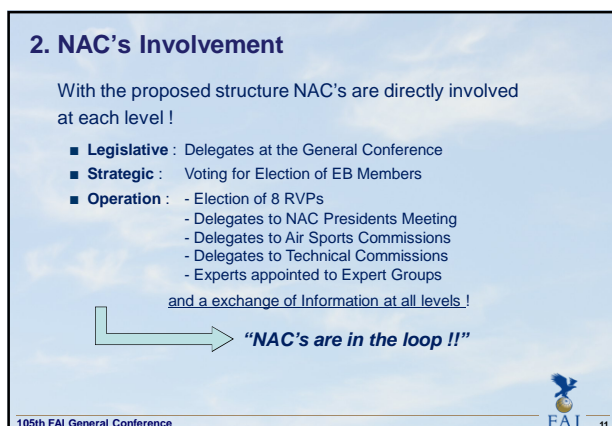 2. NAC's Involvement
With the proposed structure NAC's are directly involved
at each level !
■ Legislative : Delegates at the General Conference
■ Strategic : Voting for Election of EB Members
■ Operation : - Election of 8 RVPs
- Delegates to NAC Presidents Meeting
- Delegates to Air Sports Commissions
- Delegates to Technical Commissions
- Experts appointed to Expert Groups
and a exchange of Information at all levels !
“NAC's are in the loop !!”
105th FAI General Conference
FAI
11